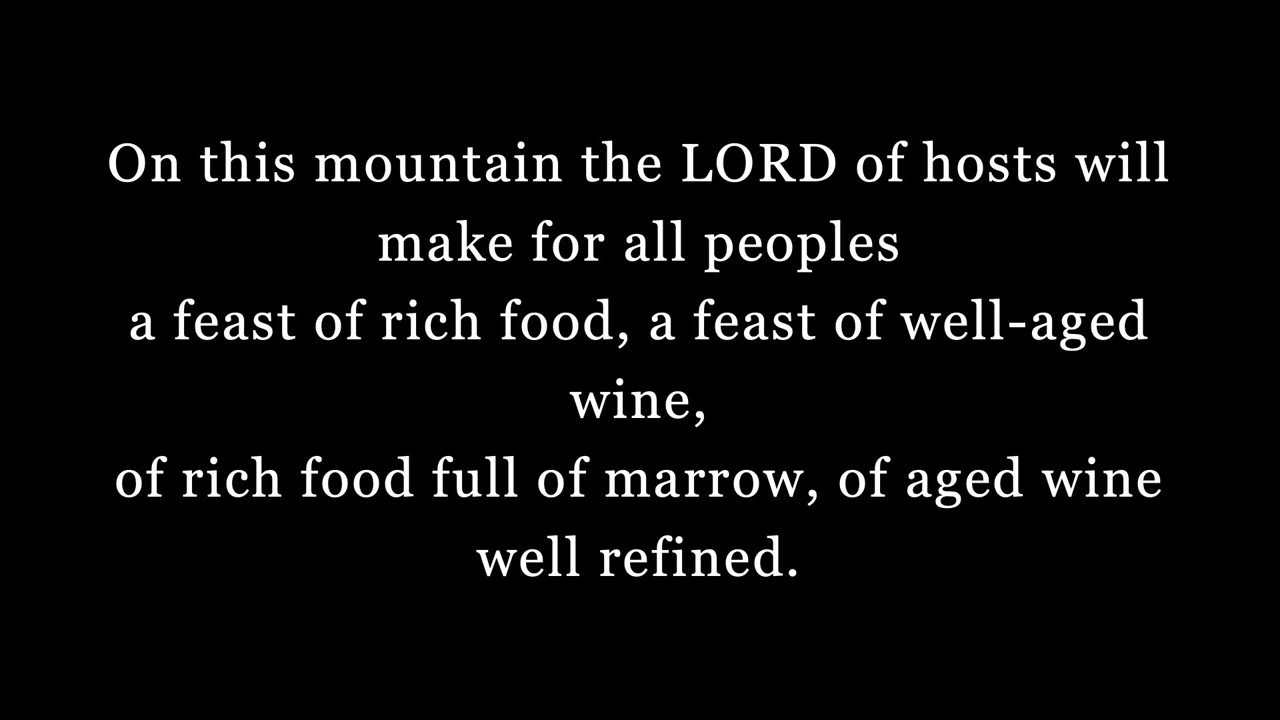 On this mountain the LORD of hosts will
make for all peoples
a feast of rich food, a feast of well-aged
wine,
of rich food full of marrow, of aged wine
well refined.